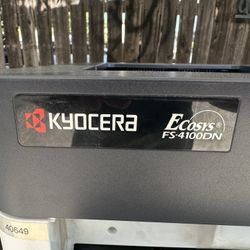 KYOCERA
ECOSYS®
FS-4100DN
40649